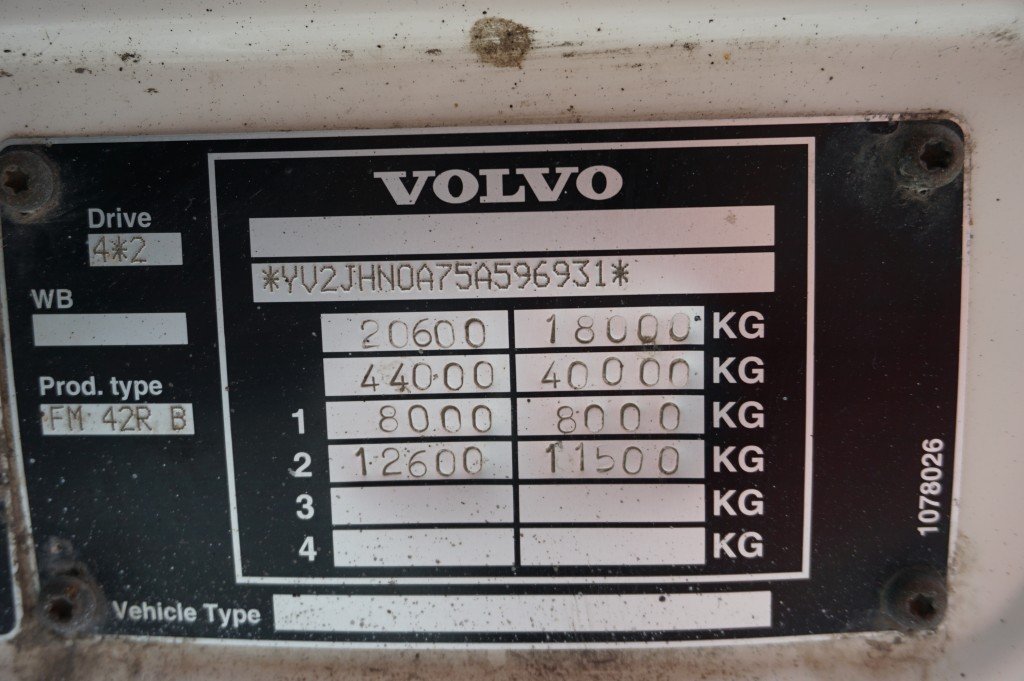 VOLVO
Drive
4*2
*YV2JHN0A75A596931*
WB
20600 18000 KG
44000 40000 KG
Prod. type
FM 42R B
1 8000 8000 KG
2 12600 11500 KG
3 KG
4 KG
1078026
Vehicle Type